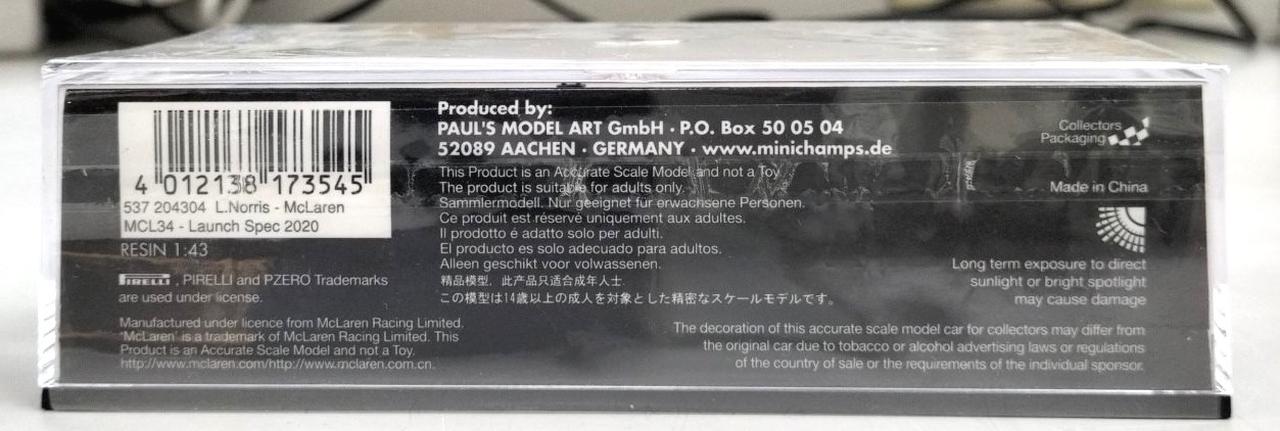 4 012138 173545
537 204304 L.Norris - McLaren
MCL34 - Launch Spec 2020
RESIN 1:43
PIRELLI, PIRELLI and PZERO Trademarks
are used under license.
Manufactured under licence from McLaren Racing Limited.
'McLaren' is a trademark of McLaren Racing Limited. This
Product is an Accurate Scale Model and not a Toy.
http://www.mclaren.com/http://www.mclaren.com.cn.
Produced by:
PAUL'S MODEL ART GmbH · P.O. Box 50 05 04
52089 AACHEN · GERMANY · www.minichamps.de
This Product is an Accurate Scale Model and not a Toy
The product is suitable for adults only.
Sammlermodell. Nur geeignet für erwachsene Personen.
Ce produit est réservé uniquement aux adultes.
Il prodotto é adatto solo per adulti.
El producto es solo adecuado para adultos.
Alleen geschikt voor volwassenen.
精品模型，此产品只适合成年人士
この模型は14歳以上の成人を対象とした精密なスケールモデルです。
Collectors
Packaging
Made in China
Long term exposure to direct
sunlight or bright spotlight
may cause damage
The decoration of this accurate scale model car for collectors may differ from
the original car due to tobacco or alcohol advertising laws or regulations
of the country of sale or the requirements of the individual sponsor.